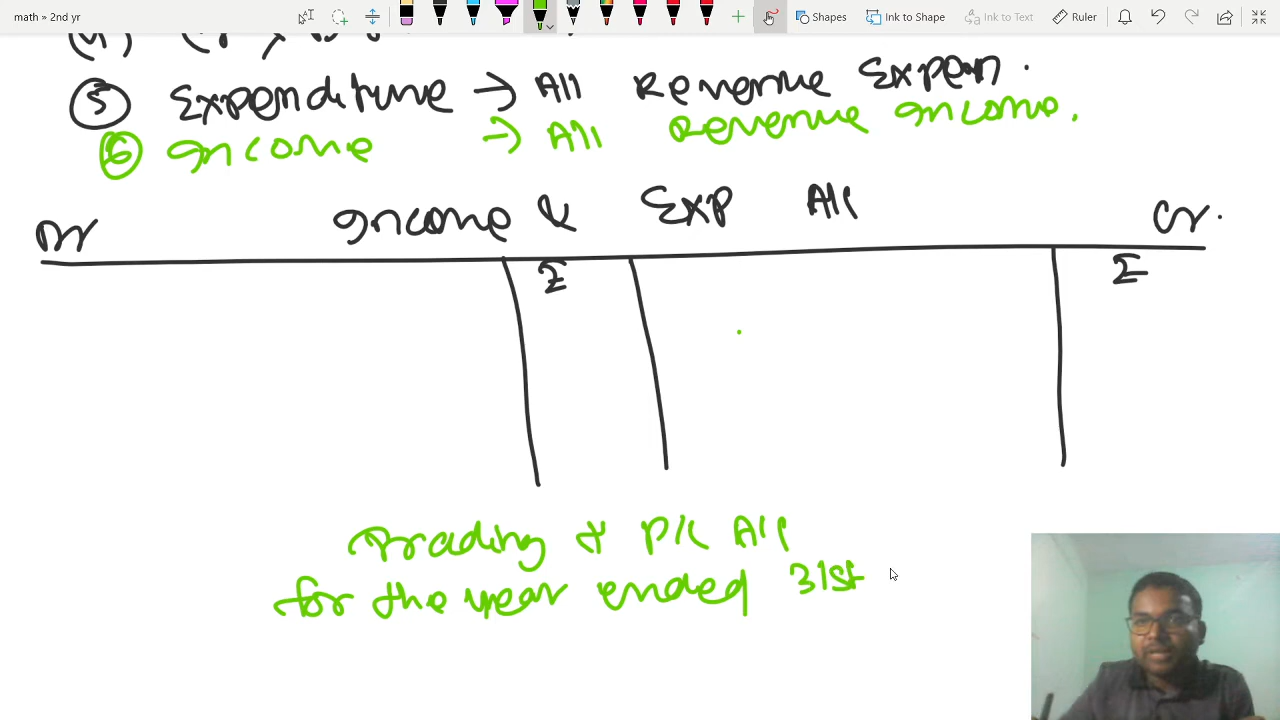 math » 2nd yr
Shapes Ink to Shape Ink to Text Ruler
(5) Expenditure → All Revenue Expen.
(6) Income → All Revenue Income.
Dr Income & Exp A/c Cr.
Σ Σ
Trading & P/L A/c
for the year ended 31st